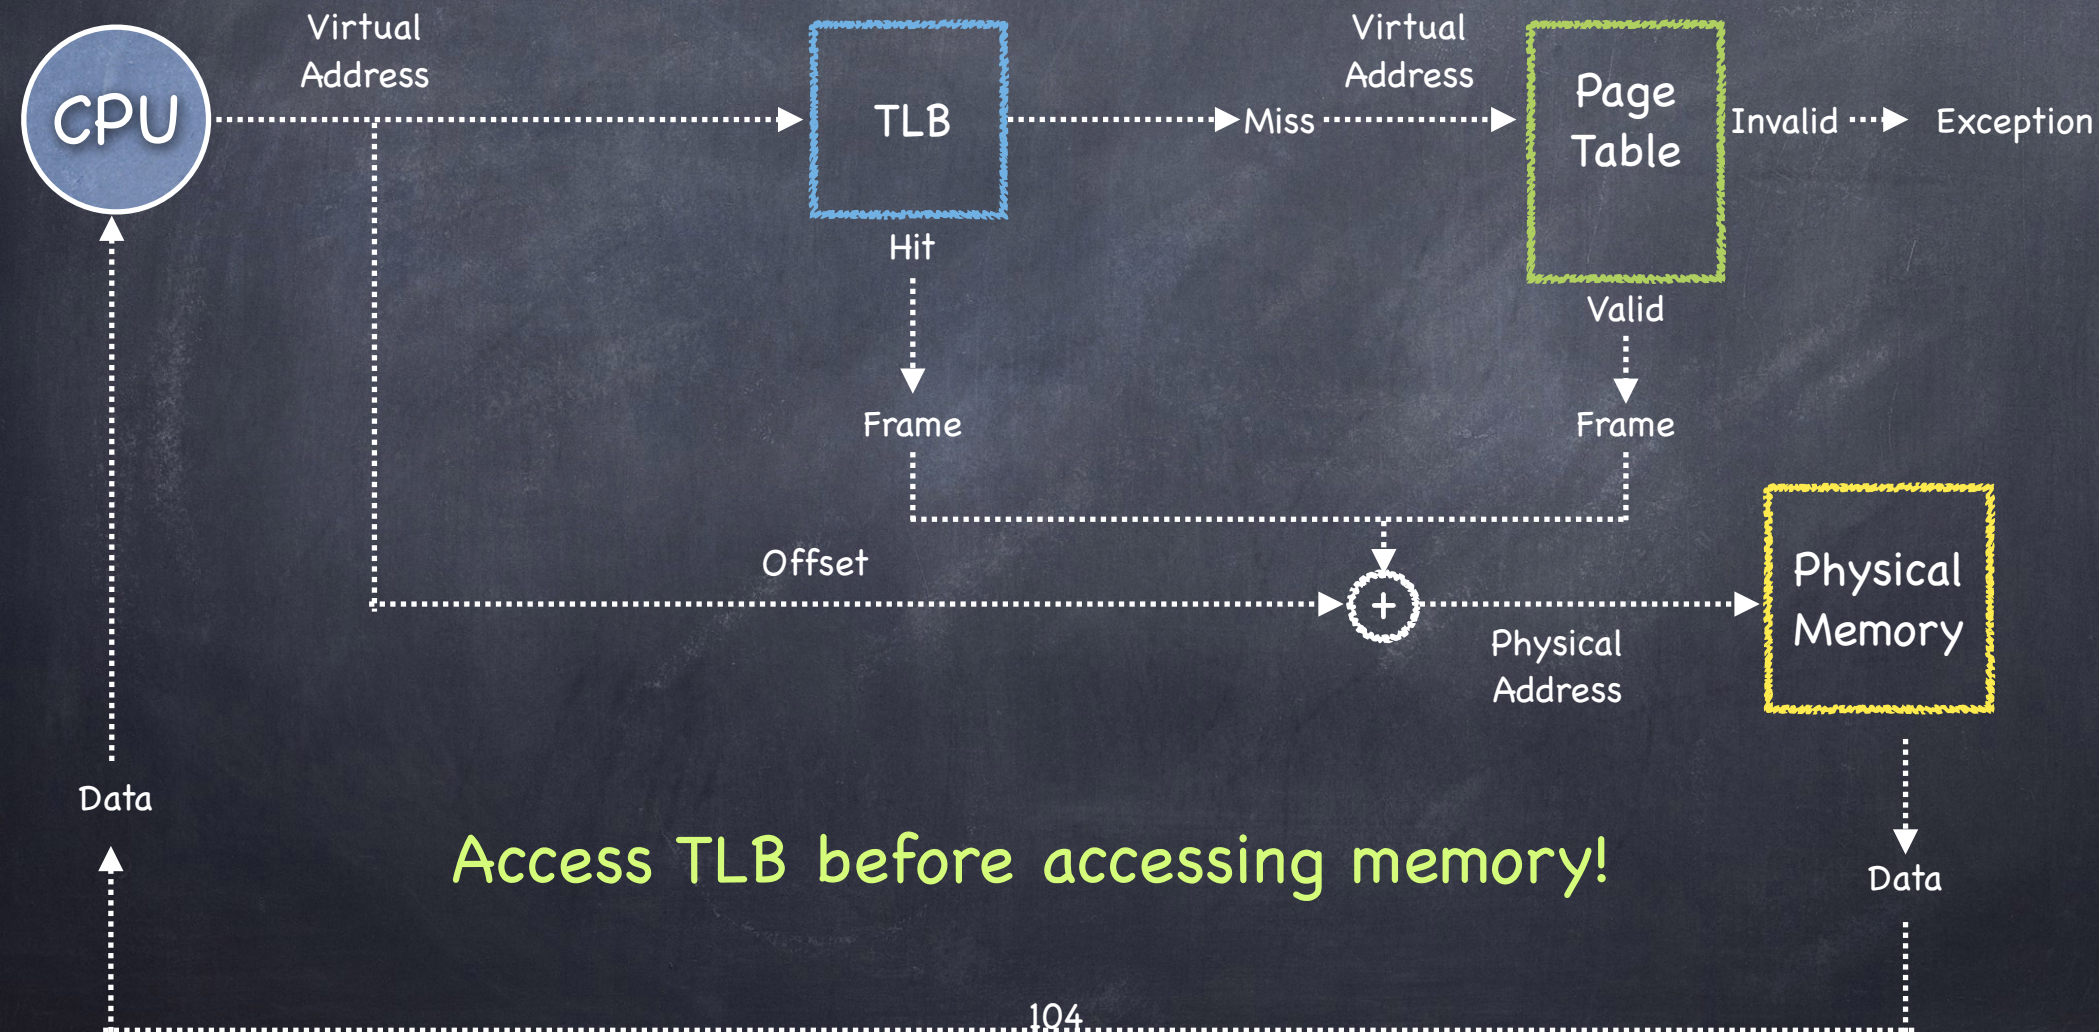 Virtual
Address
Virtual
Address
CPU
TLB
Miss
Page
Table
Invalid
Exception
Hit
Valid
Frame
Frame
Offset
+
Physical
Address
Physical
Memory
Data
Access TLB before accessing memory!
Data
104